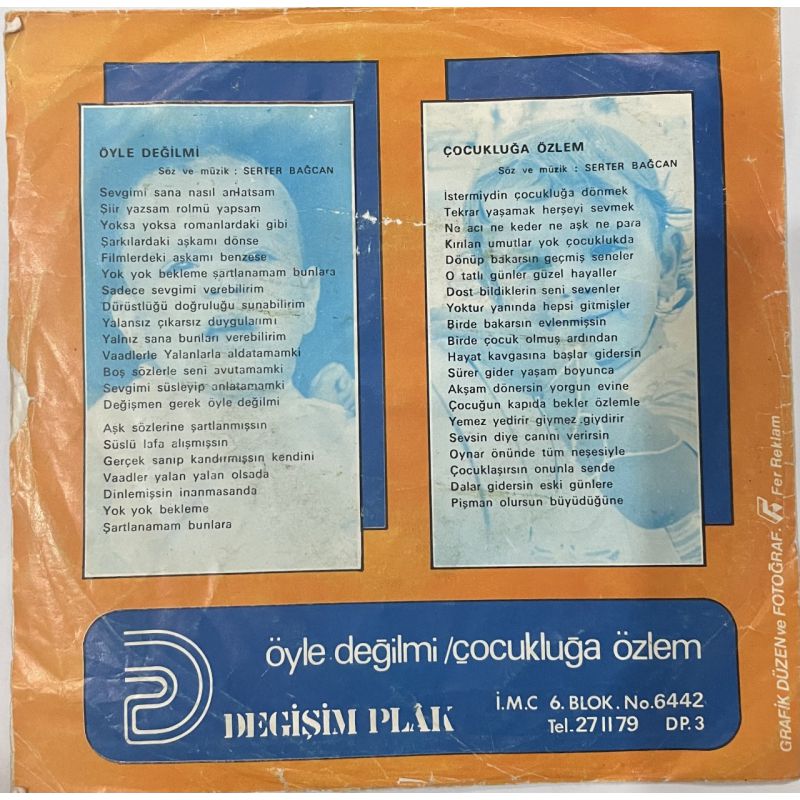 ÖYLE DEĞİLMİ
Söz ve müzik : SERTER BAĞCAN
Sevgimi sana nasıl anlatsam
Şiir yazsam rolmü yapsam
Yoksa yoksa romanlardaki gibi
Şarkılardaki aşkamı dönse
Filmlerdeki aşkamı benzese
Yok yok bekleme şartlanamam bunlara
Sadece sevgimi verebilirim
Dürüstlüğü doğruluğu sunabilirim
Yalansız çıkarsız duygularımı
Yalnız sana bunları verebilirim
Vaadlerle Yalanlarla aldatamamki
Boş sözlerle seni avutamamki
Sevgimi süsleyip anlatamamki
Değişmen gerek öyle değilmi
Aşk sözlerine şartlanmışsın
Süslü lafa alışmışsın
Gerçek sanıp kandırmışsın kendini
Vaadler yalan yalan olsada
Dinlemişsin inanmasanda
Yok yok bekleme
Şartlanamam bunlara
ÇOCUKLUĞA ÖZLEM
Söz ve müzik : SERTER BAĞCAN
İstermiydin çocukluğa dönmek
Tekrar yaşamak herşeyi sevmek
Ne acı ne keder ne aşk ne para
Kırılan umutlar yok çocuklukda
Dönüp bakarsın geçmiş seneler
O tatlı günler güzel hayaller
Dost bildiklerin seni sevenler
Yoktur yanında hepsi gitmişler
Birde bakarsın evlenmişsin
Birde çocuk olmuş ardından
Hayat kavgasına başlar gidersin
Sürer gider yaşam boyunca
Akşam dönersin yorgun evine
Çocuğun kapıda bekler özlemle
Yemez yedirir giymez giydirir
Sevsin diye canını verirsin
Oynar önünde tüm neşesiyle
Çocuklaşırsın onunla sende
Dalar gidersin eski günlere
Pişman olursun büyüdüğüne
öyle değilmi/çocukluğa özlem
DEGİŞİM PLÂK
İ.M.C 6. BLOK. No.6442
Tel. 27 11 79 DP. 3
GRAFİK DÜZEN ve FOTOĞRAF. Fer Reklam